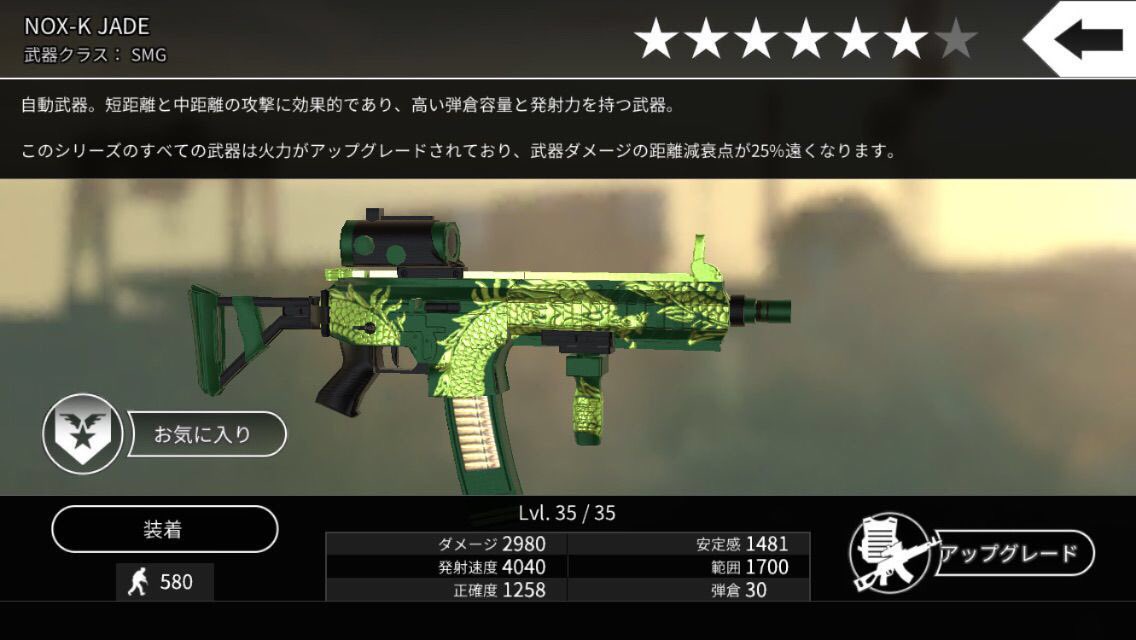 NOX-K JADE
武器クラス： SMG
自動武器。短距離と中距離の攻撃に効果的であり、高い弾倉容量と発射力を持つ武器。
このシリーズのすべての武器は火力がアップグレードされており、武器ダメージの距離減衰点が25%遠くなります。
お気に入り
装着
580
Lvl. 35 / 35
ダメージ 2980
安定感 1481
発射速度 4040
範囲 1700
正確度 1258
弾倉 30
アップグレード